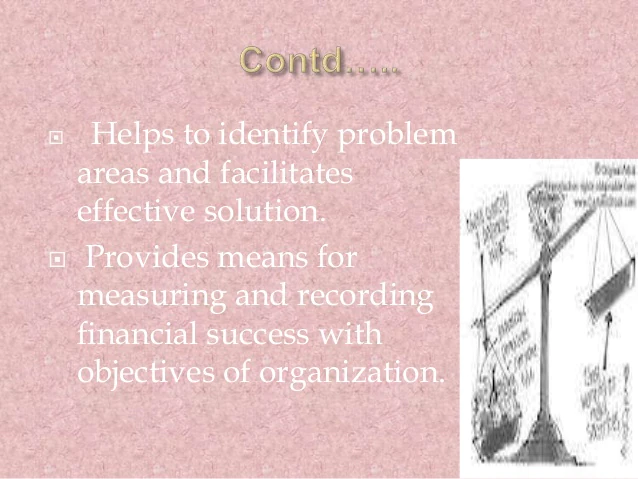 Contd…..
Helps to identify problem
areas and facilitates
effective solution.
Provides means for
measuring and recording
financial success with
objectives of organization.